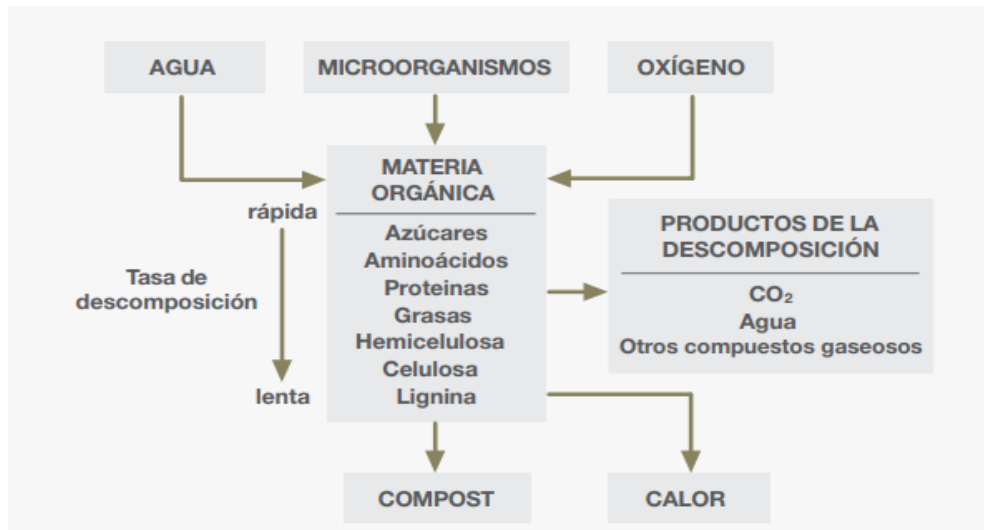 AGUA
MICROORGANISMOS
OXÍGENO
MATERIA
ORGÁNICA
rápida
Azúcares
Aminoácidos
Proteinas
Grasas
Hemicelulosa
Celulosa
Lignina
Tasa de
descomposición
lenta
PRODUCTOS DE LA
DESCOMPOSICIÓN
CO₂
Agua
Otros compuestos gaseosos
COMPOST
CALOR